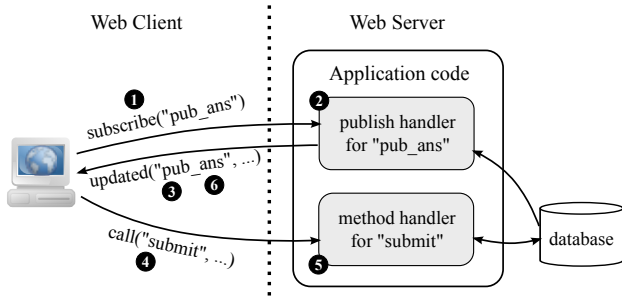 Web Client
Web Server
Application code
1
subscribe("pub_ans")
2
publish handler
for "pub_ans"
updated("pub_ans", ...)
3 6
call("submit", ...)
4
method handler
for "submit"
5
database